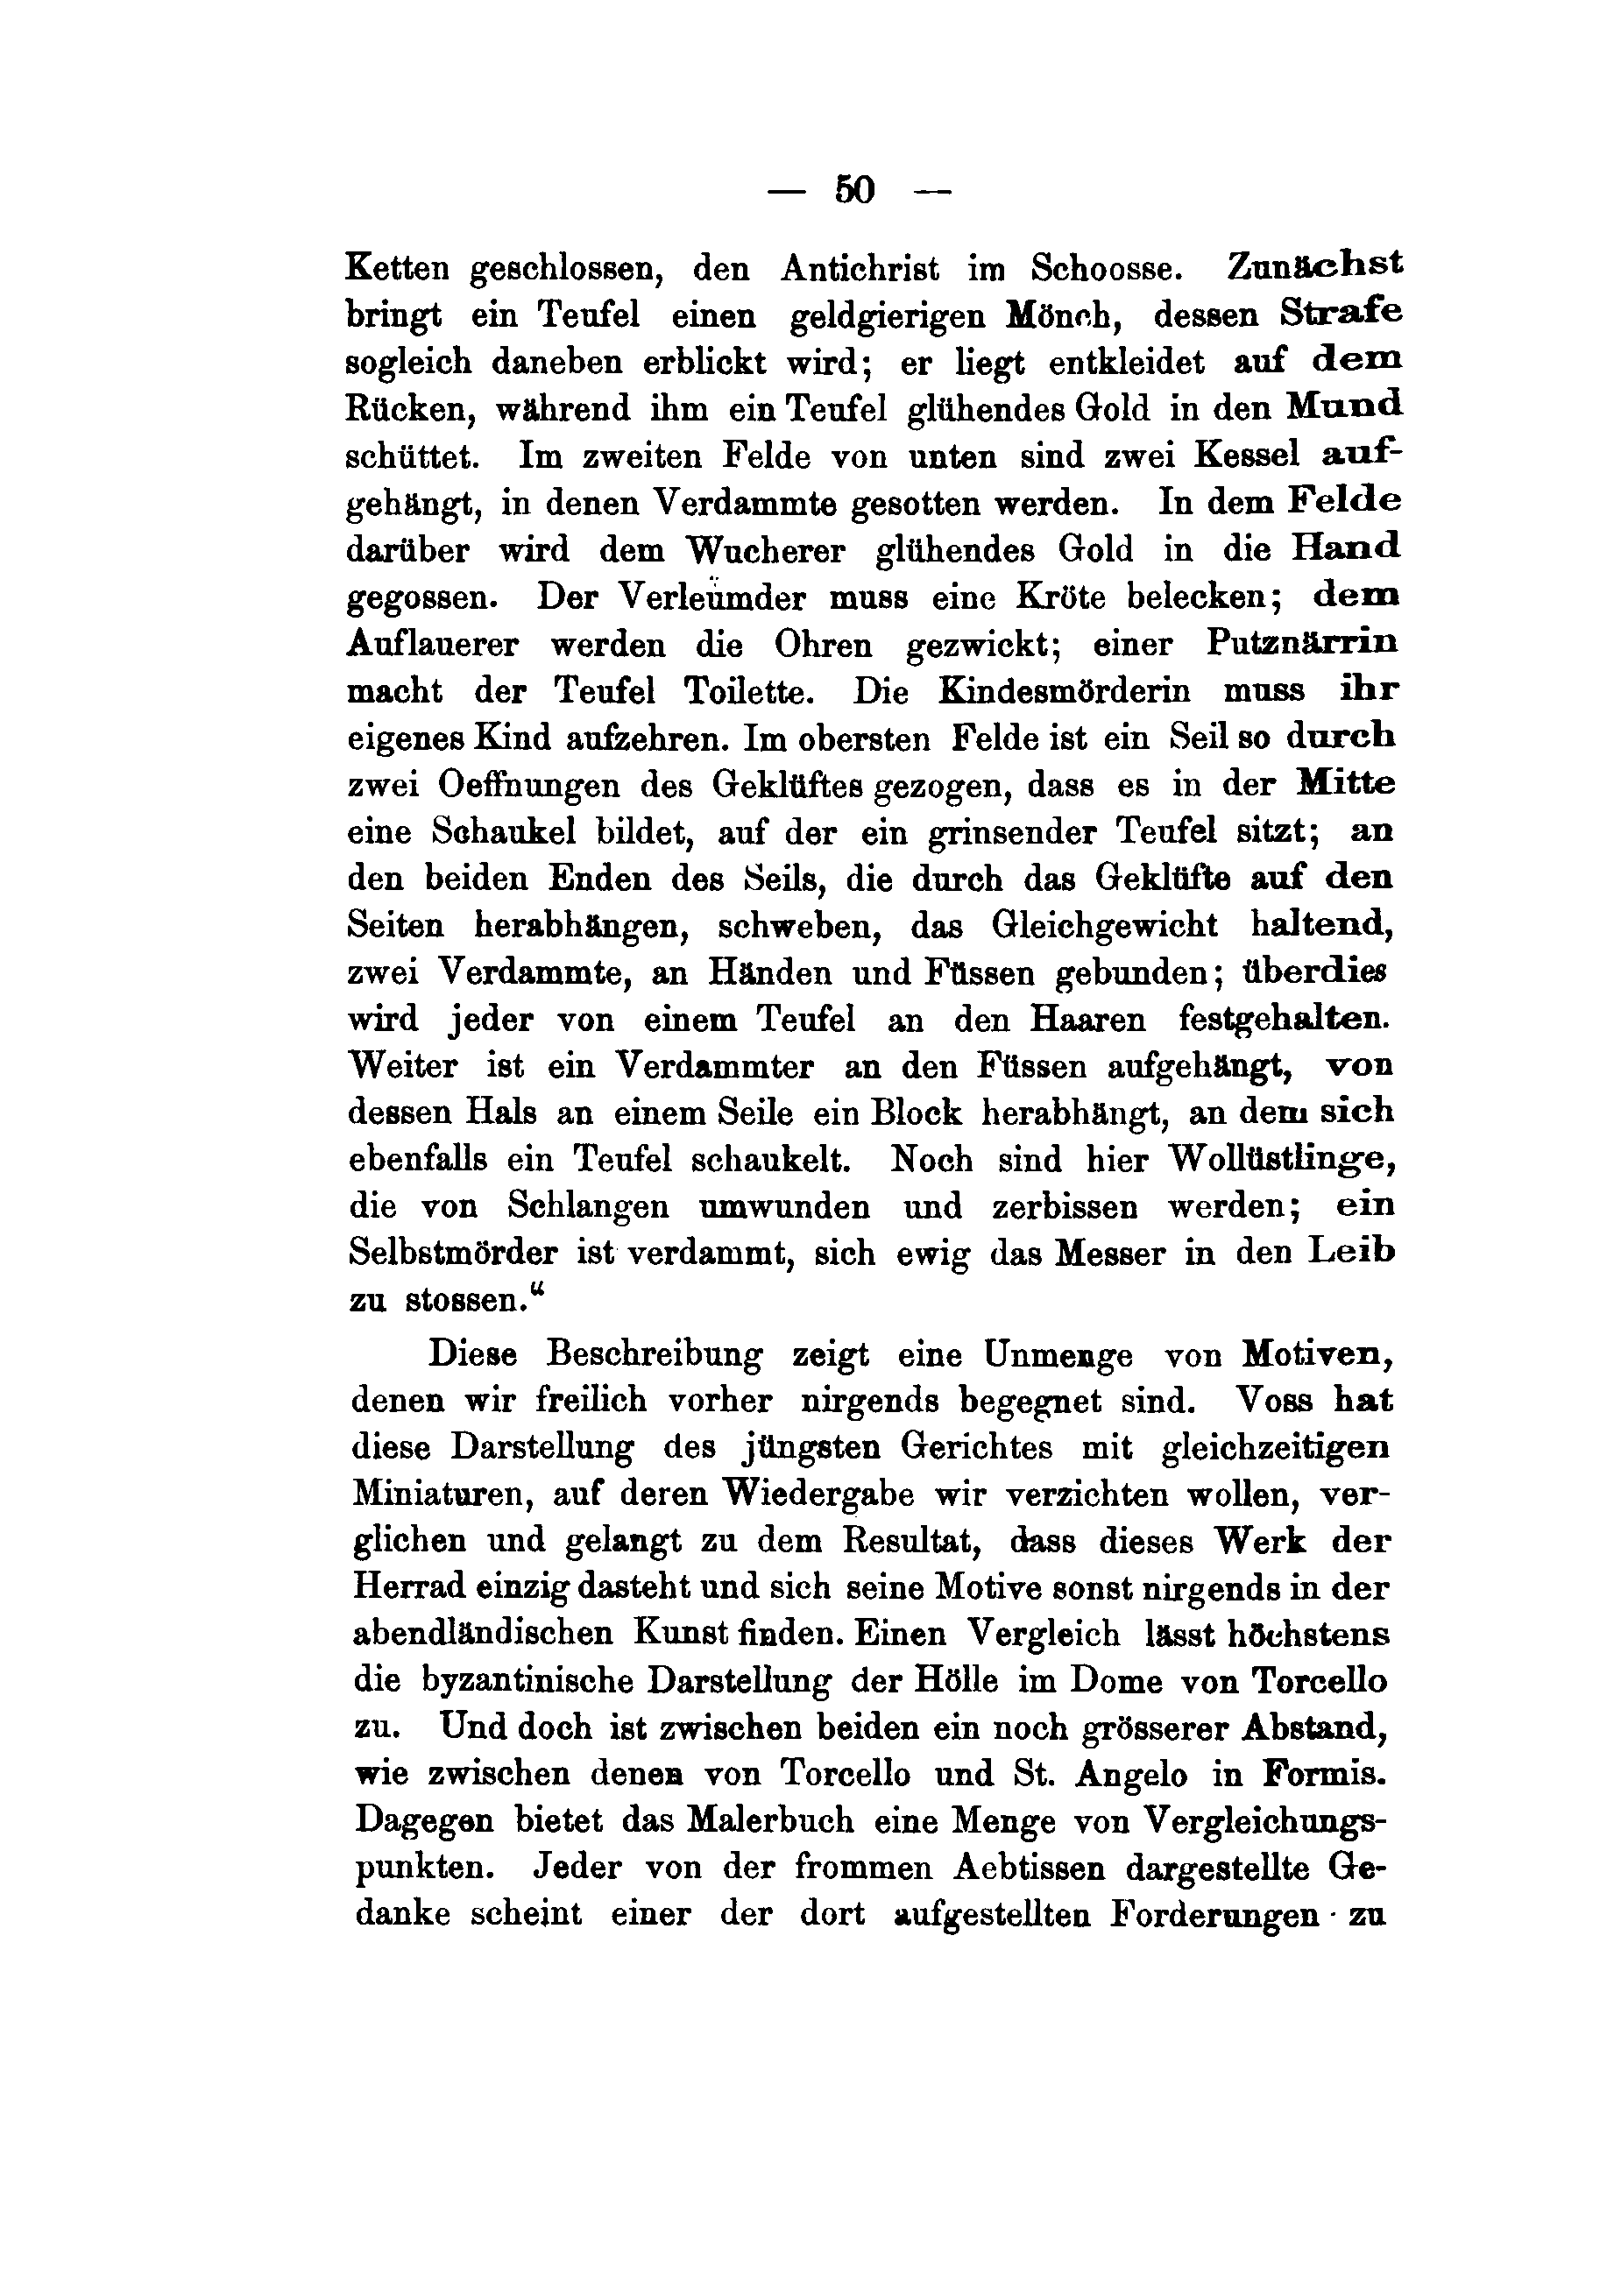 — 50 —
Ketten geschlossen, den Antichrist im Schoosse. Zunächst
bringt ein Teufel einen geldgierigen Mönch, dessen Strafe
sogleich daneben erblickt wird; er liegt entkleidet auf dem
Rücken, während ihm ein Teufel glühendes Gold in den Mund
schüttet. Im zweiten Felde von unten sind zwei Kessel auf-
gehängt, in denen Verdammte gesotten werden. In dem Felde
darüber wird dem Wucherer glühendes Gold in die Hand
gegossen. Der Verleümder muss eine Kröte belecken; dem
Auflauerer werden die Ohren gezwickt; einer Putznärrin
macht der Teufel Toilette. Die Kindesmörderin muss ihr
eigenes Kind aufzehren. Im obersten Felde ist ein Seil so durch
zwei Oeffnungen des Geklüftes gezogen, dass es in der Mitte
eine Schaukel bildet, auf der ein grinsender Teufel sitzt; an
den beiden Enden des Seils, die durch das Geklüfte auf den
Seiten herabhängen, schweben, das Gleichgewicht haltend,
zwei Verdammte, an Händen und Füssen gebunden; überdies
wird jeder von einem Teufel an den Haaren festgehalten.
Weiter ist ein Verdammter an den Füssen aufgehängt, von
dessen Hals an einem Seile ein Block herabhängt, an dem sich
ebenfalls ein Teufel schaukelt. Noch sind hier Wollüstlinge,
die von Schlangen umwunden und zerbissen werden; ein
Selbstmörder ist verdammt, sich ewig das Messer in den Leib
zu stossen.“
Diese Beschreibung zeigt eine Unmenge von Motiven,
denen wir freilich vorher nirgends begegnet sind. Voss hat
diese Darstellung des jüngsten Gerichtes mit gleichzeitigen
Miniaturen, auf deren Wiedergabe wir verzichten wollen, ver-
glichen und gelangt zu dem Resultat, dass dieses Werk der
Herrad einzig dasteht und sich seine Motive sonst nirgends in der
abendländischen Kunst finden. Einen Vergleich lässt höchstens
die byzantinische Darstellung der Hölle im Dome von Torcello
zu. Und doch ist zwischen beiden ein noch grösserer Abstand,
wie zwischen denen von Torcello und St. Angelo in Formis.
Dagegen bietet das Malerbuch eine Menge von Vergleichungs-
punkten. Jeder von der frommen Aebtissen dargestellte Ge-
danke scheint einer der dort aufgestellten Forderungen zu